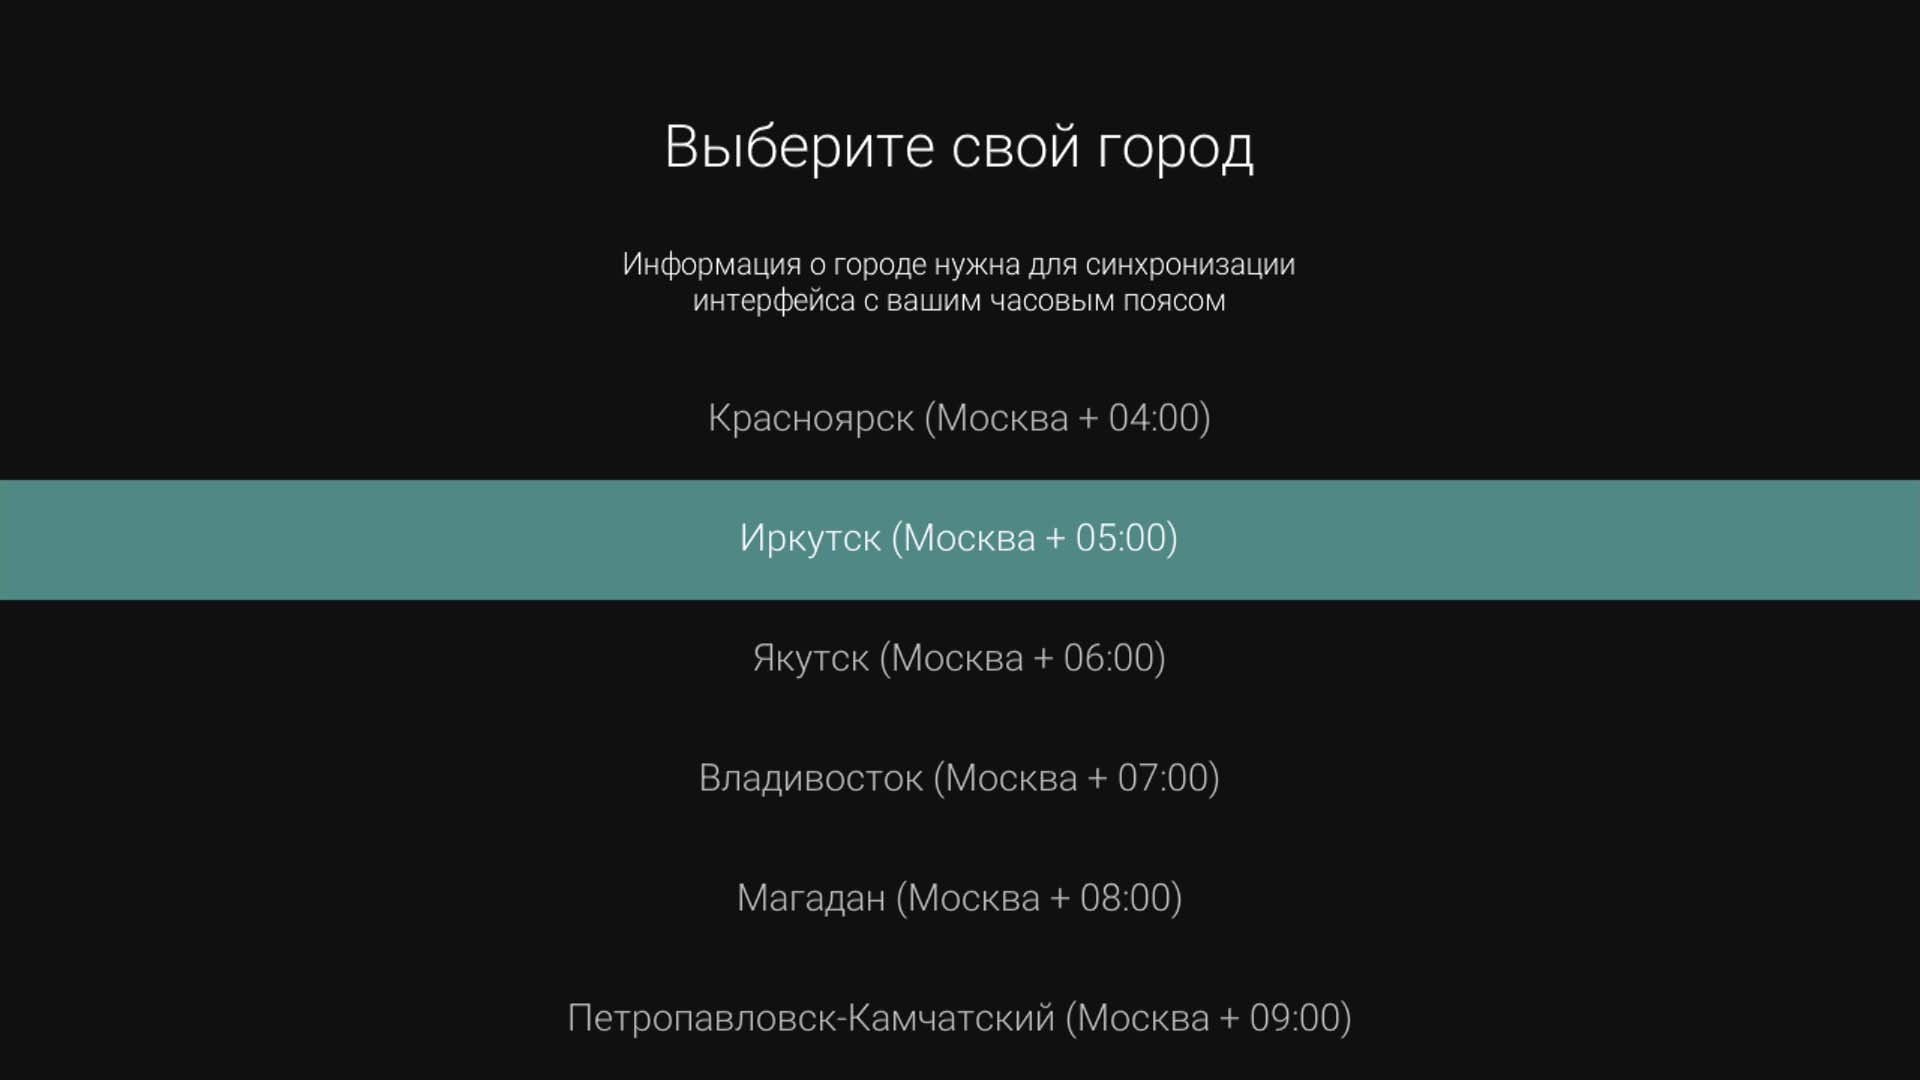 Выберите свой город
Информация о городе нужна для синхронизации
интерфейса с вашим часовым поясом
Красноярск (Москва + 04:00)
Иркутск (Москва + 05:00)
Якутск (Москва + 06:00)
Владивосток (Москва + 07:00)
Магадан (Москва + 08:00)
Петропавловск-Камчатский (Москва + 09:00)